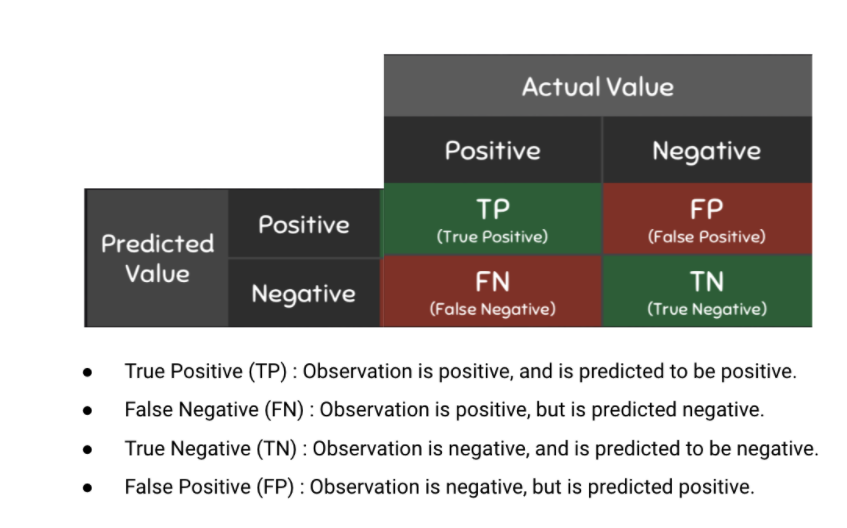 Actual Value
Positive Negative
Predicted
Value
Positive
TP
(True Positive)
FP
(False Positive)
Negative
FN
(False Negative)
TN
(True Negative)
● True Positive (TP) : Observation is positive, and is predicted to be positive.
● False Negative (FN) : Observation is positive, but is predicted negative.
● True Negative (TN) : Observation is negative, and is predicted to be negative.
● False Positive (FP) : Observation is negative, but is predicted positive.